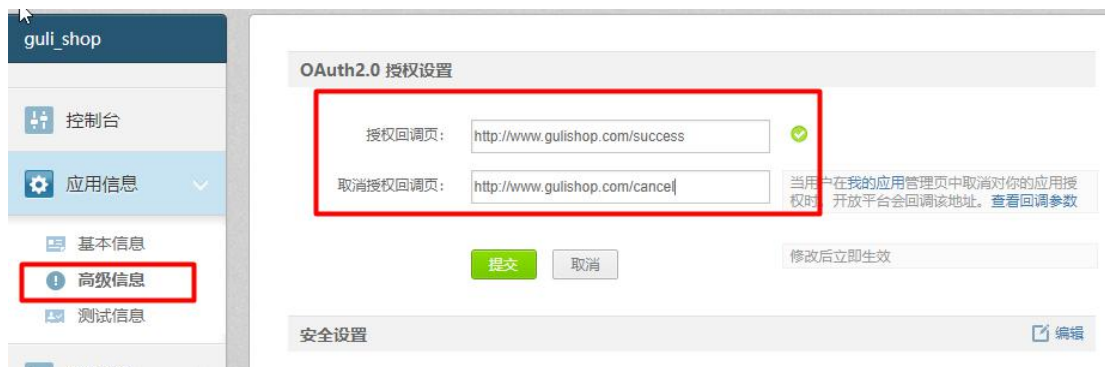 guli_shop
控制台
应用信息
基本信息
高级信息
测试信息
OAuth2.0 授权设置
授权回调页: http://www.gulishop.com/success
取消授权回调页: http://www.gulishop.com/cancel
当用户在我的应用管理页中取消对你的应用授
权时，开放平台会回调该地址。查看回调参数
提交 取消
修改后立即生效
安全设置 编辑